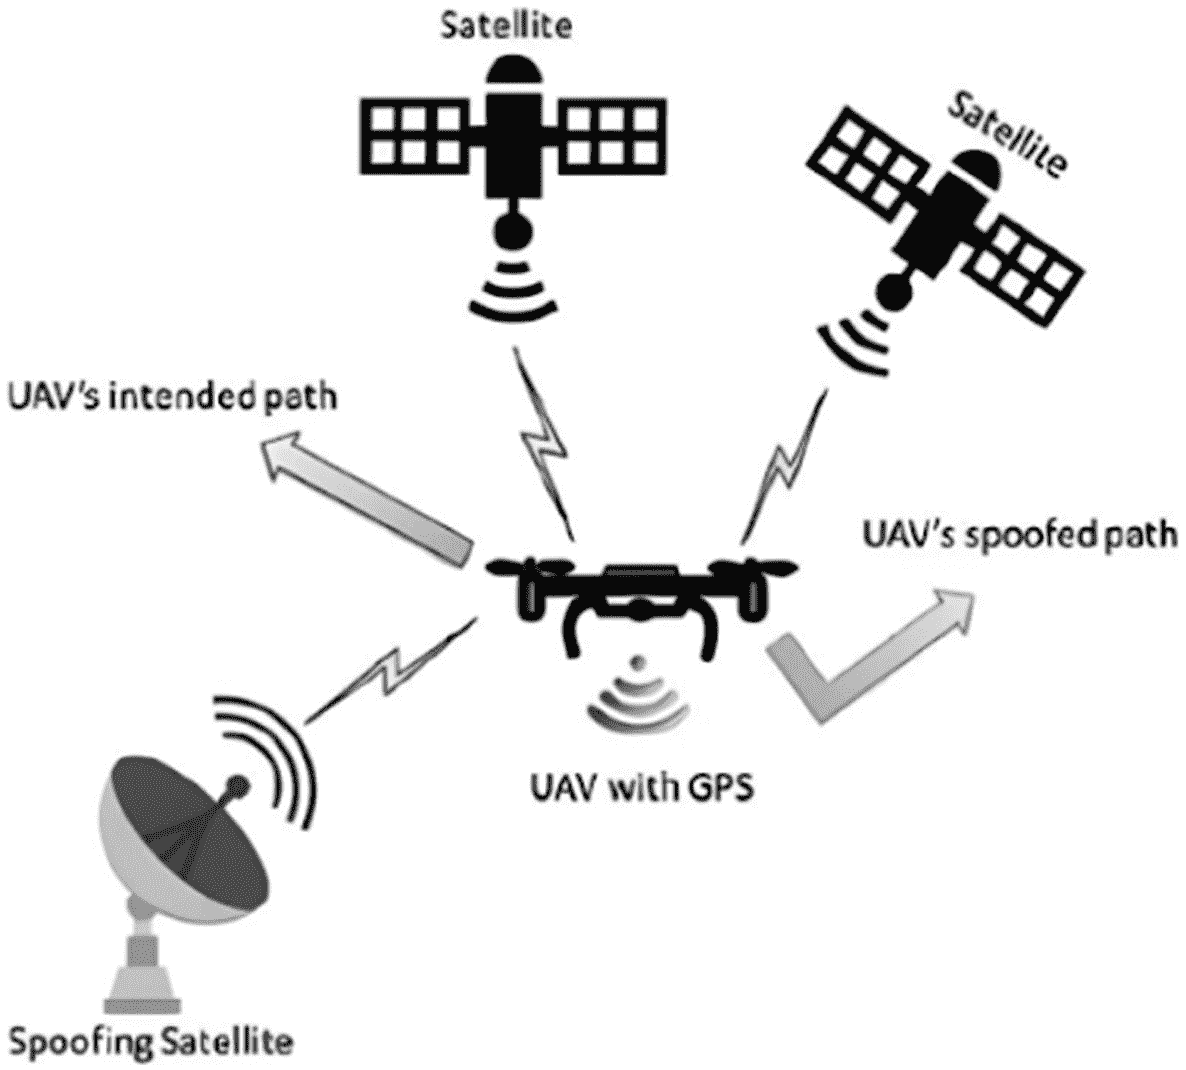 Satellite
Satellite
UAV's intended path
UAV's spoofed path
UAV with GPS
Spoofing Satellite